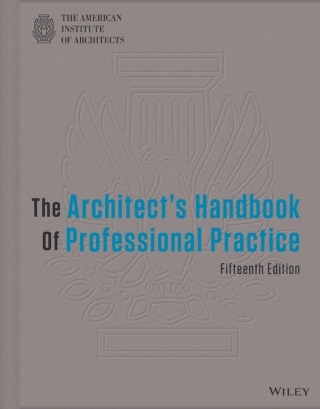 THE AMERICAN
INSTITUTE
OF ARCHITECTS
The Architect's Handbook
Of Professional Practice
Fifteenth Edition
WILEY